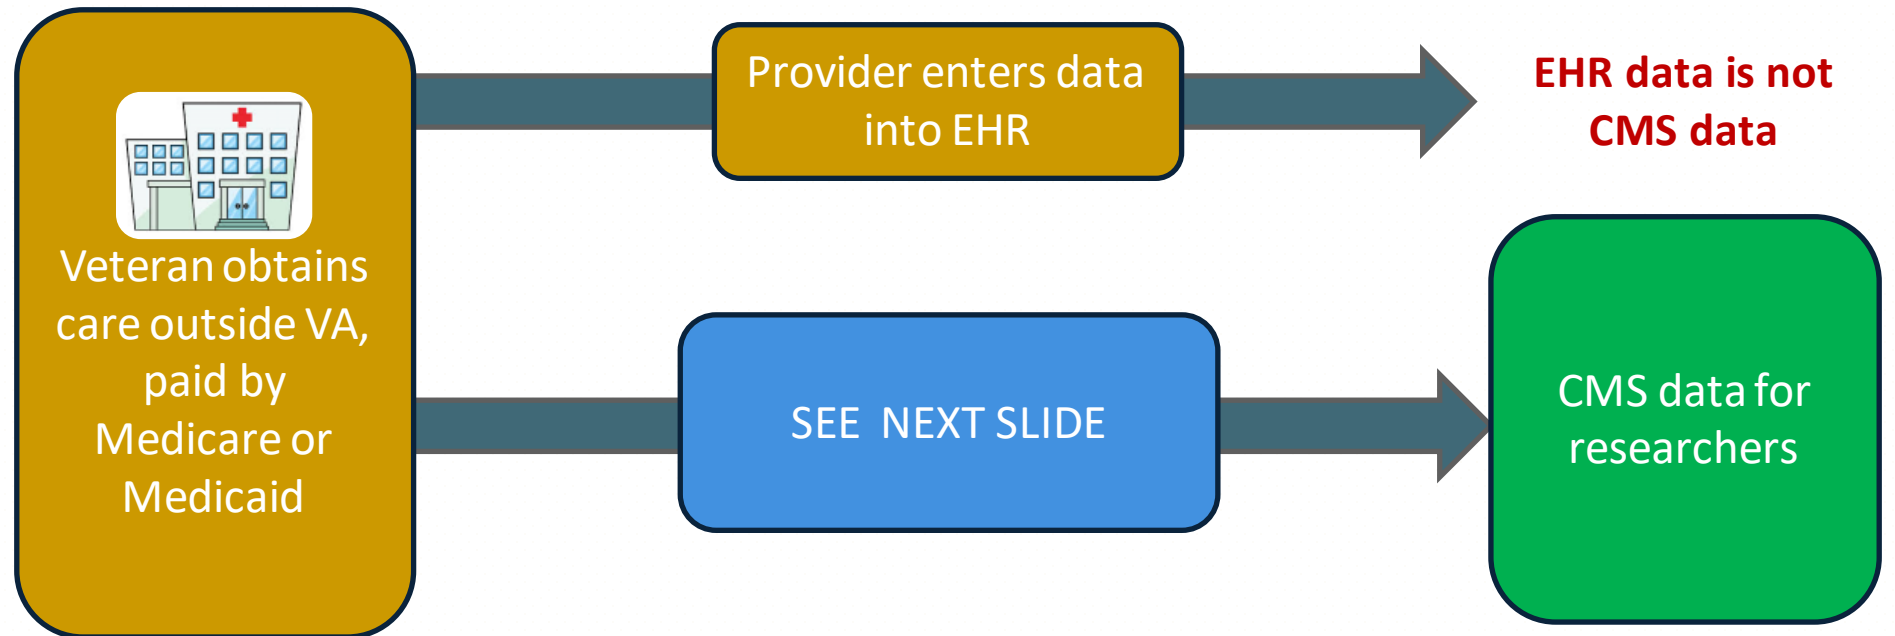 Veteran obtains
care outside VA,
paid by
Medicare or
Medicaid
Provider enters data
into EHR
EHR data is not
CMS data
SEE NEXT SLIDE
CMS data for
researchers